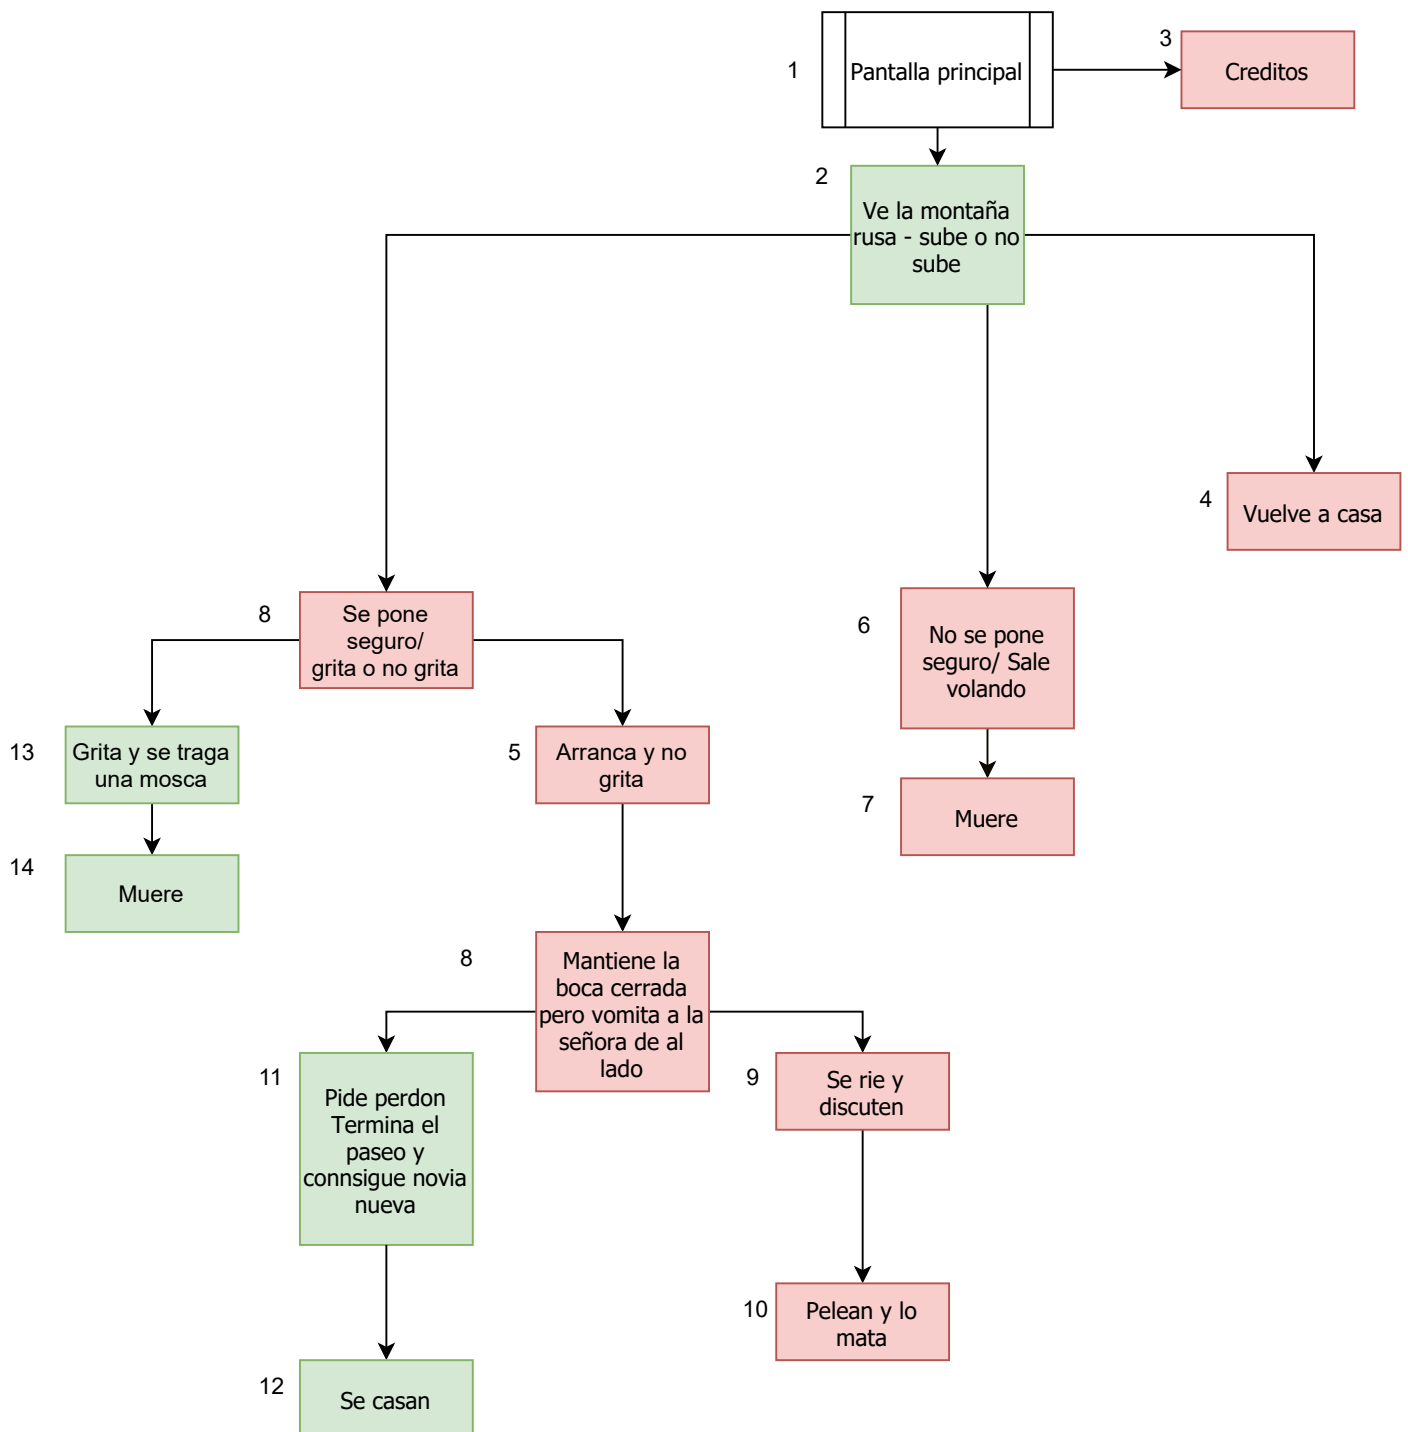 1
Pantalla principal
3
Creditos
2
Ve la montaña
rusa - sube o no
sube
4
Vuelve a casa
8
Se pone
seguro/
grita o no grita
6
No se pone
seguro/ Sale
volando
13
Grita y se traga
una mosca
5
Arranca y no
grita
7
Muere
14
Muere
8
Mantiene la
boca cerrada
pero vomita a la
señora de al
lado
11
Pide perdon
Termina el
paseo y
connsigue novia
nueva
9
Se rie y
discuten
10
Pelean y lo
mata
12
Se casan